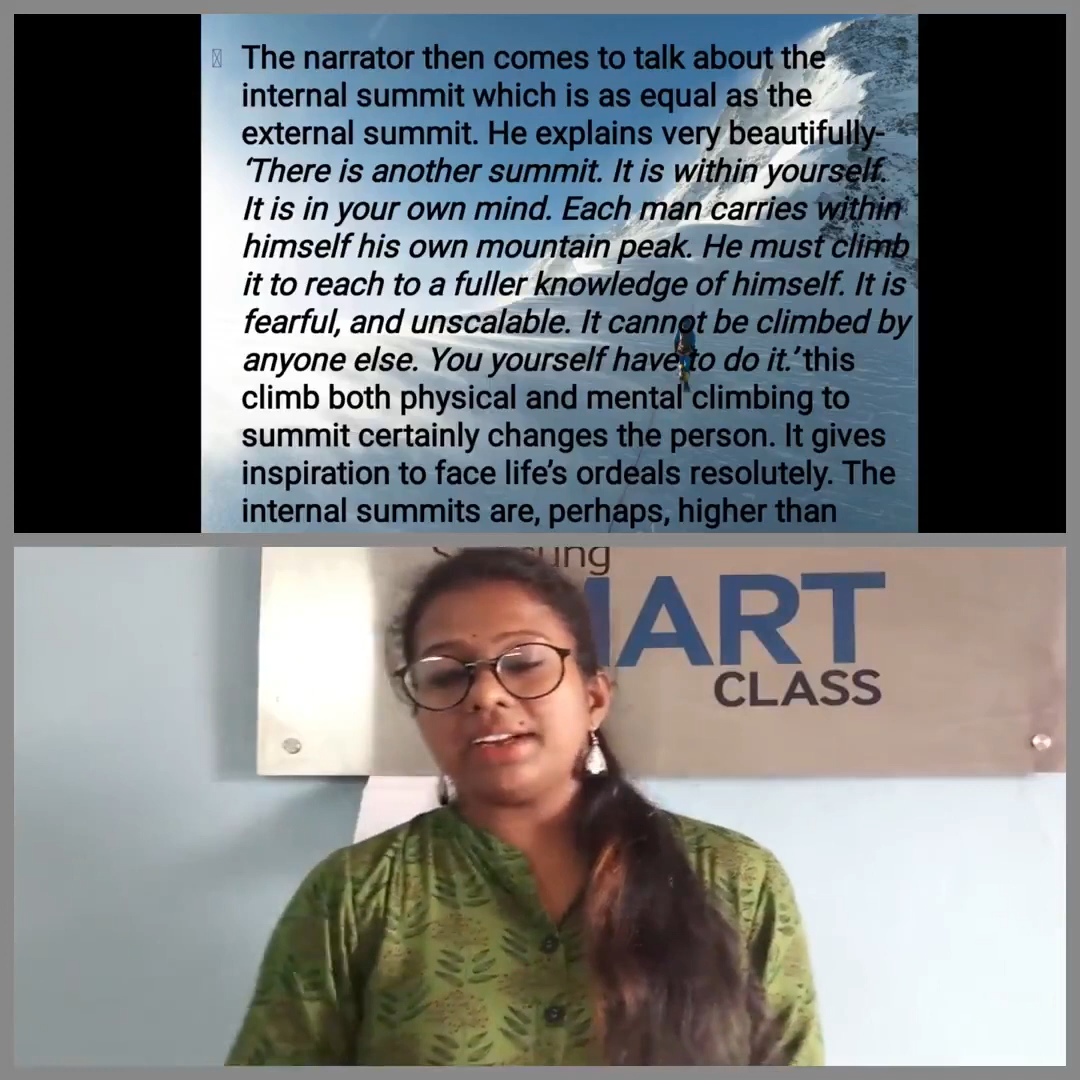 The narrator then comes to talk about the
internal summit which is as equal as the
external summit. He explains very beautifully-
‘There is another summit. It is within yourself.
It is in your own mind. Each man carries within
himself his own mountain peak. He must climb
it to reach to a fuller knowledge of himself. It is
fearful, and unscalable. It cannot be climbed by
anyone else. You yourself have to do it.’ this
climb both physical and mental climbing to
summit certainly changes the person. It gives
inspiration to face life’s ordeals resolutely. The
internal summits are, perhaps, higher than
CLASS